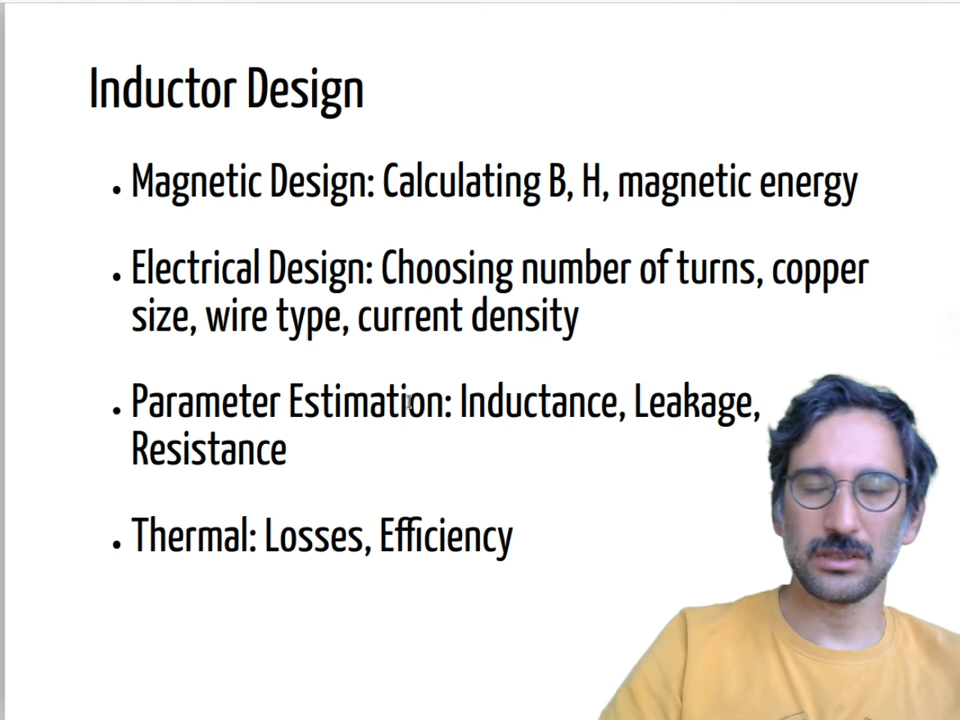 Inductor Design
• Magnetic Design: Calculating B, H, magnetic energy
• Electrical Design: Choosing number of turns, copper
size, wire type, current density
• Parameter Estimation: Inductance, Leakage,
Resistance
• Thermal: Losses, Efficiency